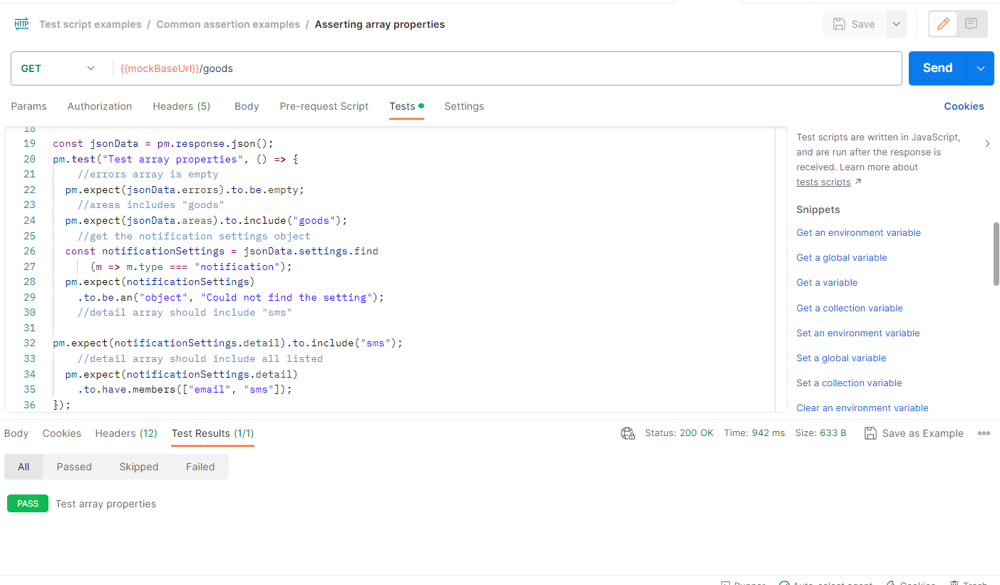 HTTP Test script examples / Common assertion examples / Asserting array properties Save
GET {{mockBaseUrl}}/goods Send
Params Authorization Headers (5) Body Pre-request Script Tests Settings Cookies
18
19 const jsonData = pm.response.json();
20 pm.test("Test array properties", () => {
21 //errors array is empty
22 pm.expect(jsonData.errors).to.be.empty;
23 //areas includes "goods"
24 pm.expect(jsonData.areas).to.include("goods");
25 //get the notification settings object
26 const notificationSettings = jsonData.settings.find
27 (m => m.type === "notification");
28 pm.expect(notificationSettings)
29 .to.be.an("object", "Could not find the setting");
30 //detail array should include "sms"
31
32 pm.expect(notificationSettings.detail).to.include("sms");
33 //detail array should include all listed
34 pm.expect(notificationSettings.detail)
35 .to.have.members(["email", "sms"]);
36 });
Test scripts are written in JavaScript,
and are run after the response is
received. Learn more about
tests scripts ↗
Snippets
Get an environment variable
Get a global variable
Get a variable
Get a collection variable
Set an environment variable
Set a global variable
Set a collection variable
Clear an environment variable
Body Cookies Headers (12) Test Results (1/1) Status: 200 OK Time: 942 ms Size: 633 B Save as Example
All Passed Skipped Failed
PASS Test array properties
Runner Auto-select agent Cookies Trash